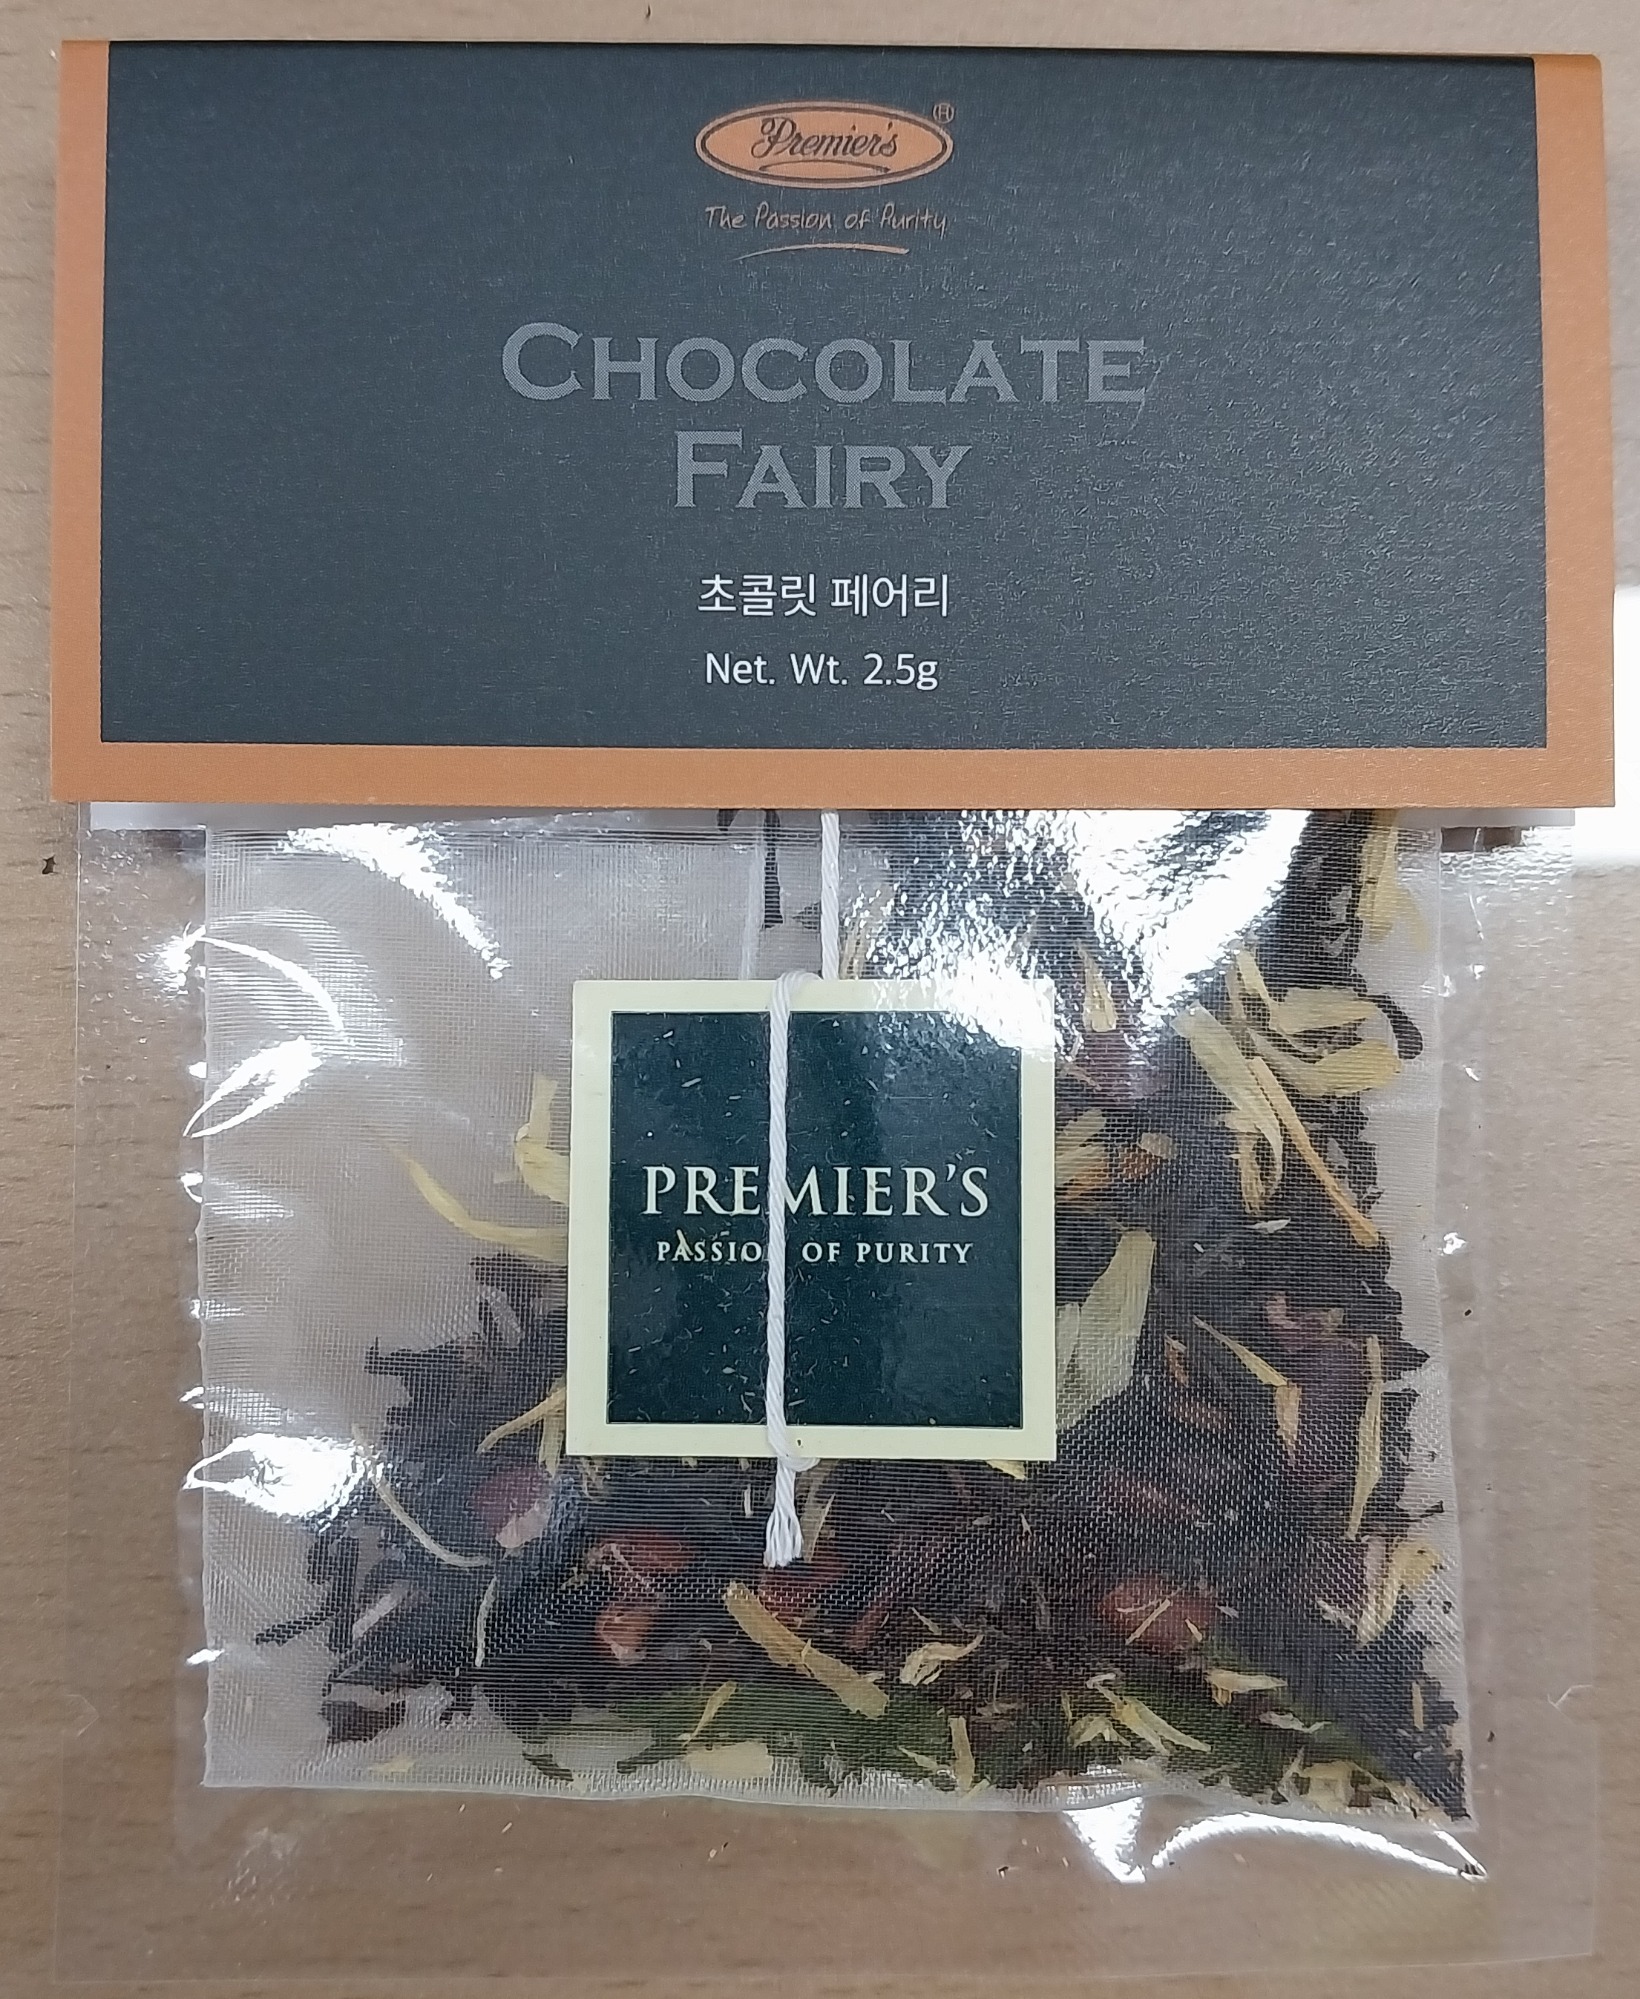 Premier's ®
The Passion of Purity
CHOCOLATE
FAIRY
초콜릿 페어리
Net. Wt. 2.5g
PREMIER'S
PASSION OF PURITY